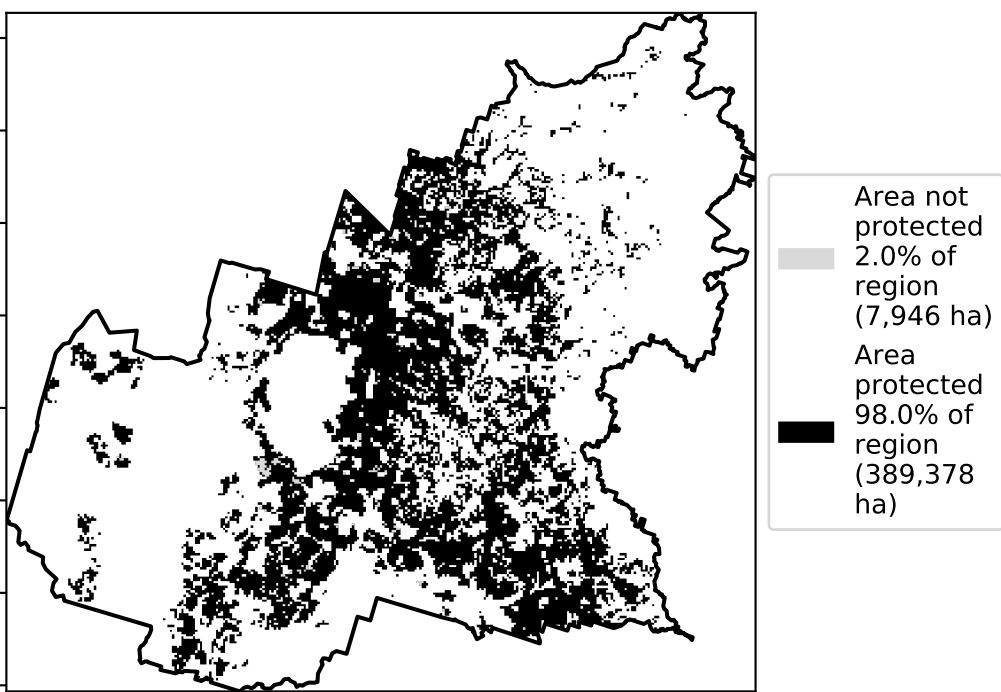 Area not
protected
2.0% of
region
(7,946 ha)
Area
protected
98.0% of
region
(389,378
ha)